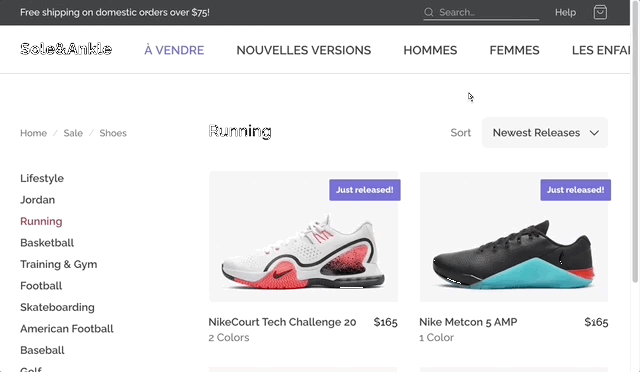 Free shipping on domestic orders over $75!
Search..
Help
Sole&Ankle
À VENDRE
NOUVELLES VERSIONS
HOMMES
FEMMES
LES ENFAN
Home / Sale / Shoes
Running
Sort
Newest Releases
Lifestyle
Jordan
Running
Basketball
Training & Gym
Football
Skateboarding
American Football
Baseball
Golf
Just released!
Just released!
NikeCourt Tech Challenge 20 $165
2 Colors
Nike Metcon 5 AMP $165
1 Color